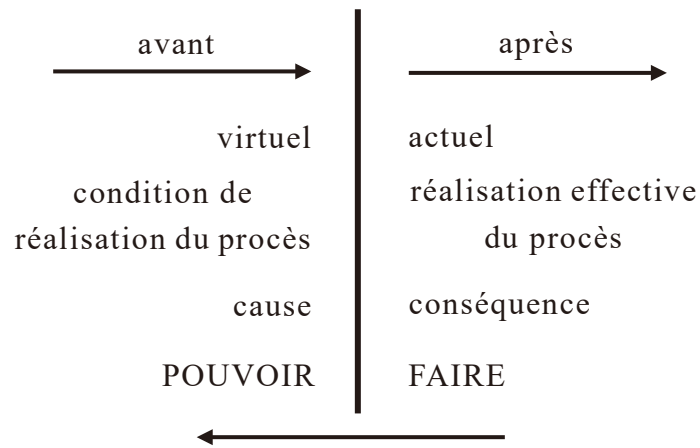 avant
après
virtuel
actuel
condition de
réalisation du procès
réalisation effective
du procès
cause
conséquence
POUVOIR
FAIRE